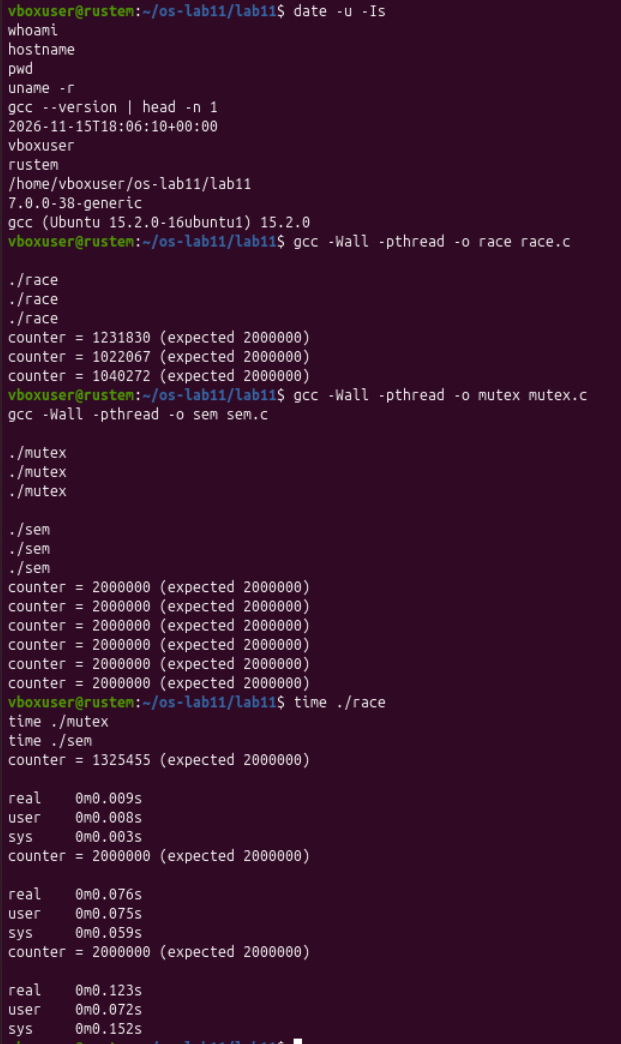 vboxuser@rustem:~/os-lab11/lab11$ date -u -Is
whoami
hostname
pwd
uname -r
gcc --version | head -n 1
2026-11-15T18:06:10+00:00
vboxuser
rustem
/home/vboxuser/os-lab11/lab11
7.0.0-38-generic
gcc (Ubuntu 15.2.0-16ubuntu1) 15.2.0
vboxuser@rustem:~/os-lab11/lab11$ gcc -Wall -pthread -o race race.c
./race
./race
./race
counter = 1231830 (expected 2000000)
counter = 1022067 (expected 2000000)
counter = 1040272 (expected 2000000)
vboxuser@rustem:~/os-lab11/lab11$ gcc -Wall -pthread -o mutex mutex.c
gcc -Wall -pthread -o sem sem.c
./mutex
./mutex
./mutex
./sem
./sem
./sem
counter = 2000000 (expected 2000000)
counter = 2000000 (expected 2000000)
counter = 2000000 (expected 2000000)
counter = 2000000 (expected 2000000)
counter = 2000000 (expected 2000000)
counter = 2000000 (expected 2000000)
vboxuser@rustem:~/os-lab11/lab11$ time ./race
time ./mutex
time ./sem
counter = 1325455 (expected 2000000)
real 0m0.009s
user 0m0.008s
sys 0m0.003s
counter = 2000000 (expected 2000000)
real 0m0.076s
user 0m0.075s
sys 0m0.059s
counter = 2000000 (expected 2000000)
real 0m0.123s
user 0m0.072s
sys 0m0.152s